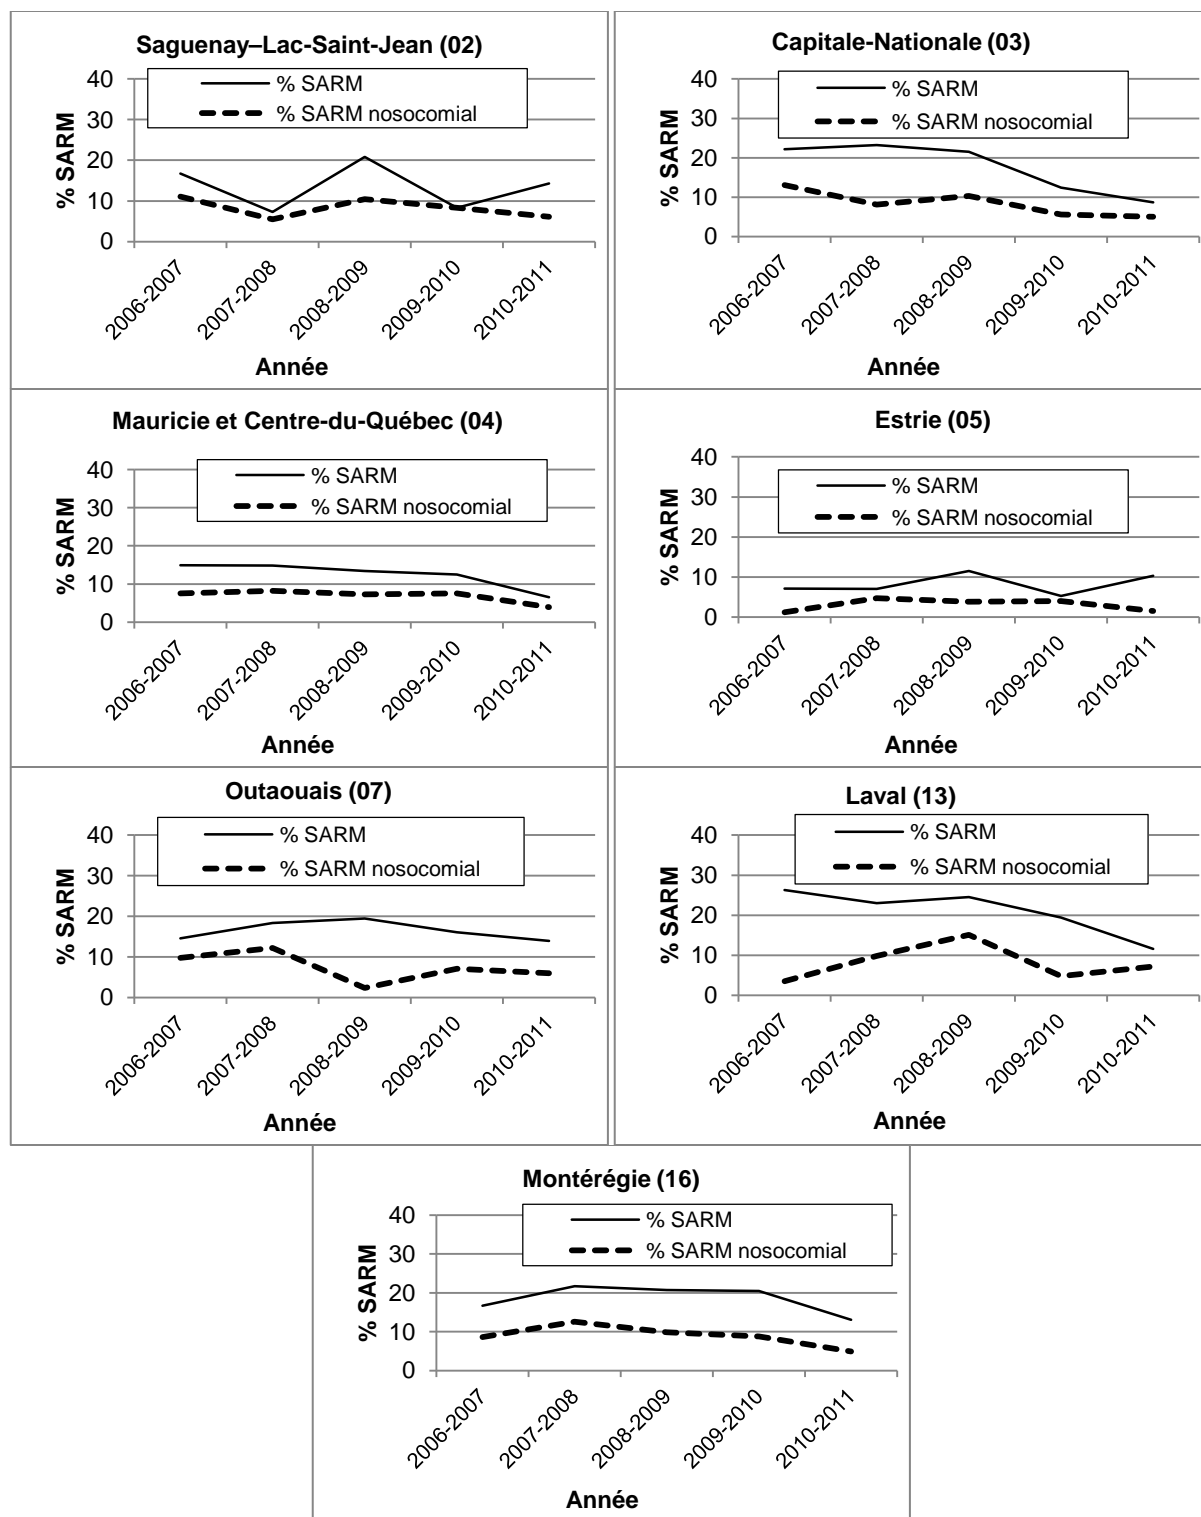 Saguenay–Lac-Saint-Jean (02)
% SARM
% SARM nosocomial
% SARM
40
30
20
10
0
2006-2007
2007-2008
2008-2009
2009-2010
2010-2011
Année
Capitale-Nationale (03)
% SARM
% SARM nosocomial
% SARM
40
30
20
10
0
2006-2007
2007-2008
2008-2009
2009-2010
2010-2011
Année
Mauricie et Centre-du-Québec (04)
% SARM
% SARM nosocomial
% SARM
40
30
20
10
0
2006-2007
2007-2008
2008-2009
2009-2010
2010-2011
Année
Estrie (05)
% SARM
% SARM nosocomial
% SARM
40
30
20
10
0
2006-2007
2007-2008
2008-2009
2009-2010
2010-2011
Année
Outaouais (07)
% SARM
% SARM nosocomial
% SARM
40
30
20
10
0
2006-2007
2007-2008
2008-2009
2009-2010
2010-2011
Année
Laval (13)
% SARM
% SARM nosocomial
% SARM
40
30
20
10
0
2006-2007
2007-2008
2008-2009
2009-2010
2010-2011
Année
Montérégie (16)
% SARM
% SARM nosocomial
% SARM
40
30
20
10
0
2006-2007
2007-2008
2008-2009
2009-2010
2010-2011
Année